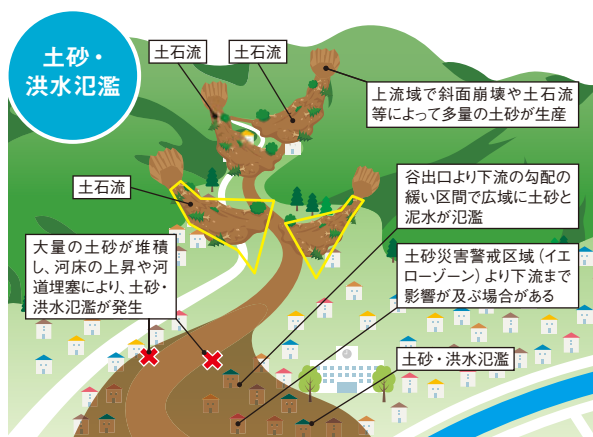 土砂・
洪水氾濫
土石流
土石流
上流域で斜面崩壊や土石流
等によって多量の土砂が生産
土石流
谷出口より下流の勾配の
緩い区間で広域に土砂と
泥水が氾濫
大量の土砂が堆積
し、河床の上昇や河
道埋塞により、土砂・
洪水氾濫が発生
土砂災害警戒区域（イエ
ローゾーン）より下流まで
影響が及ぶ場合がある
土砂・洪水氾濫